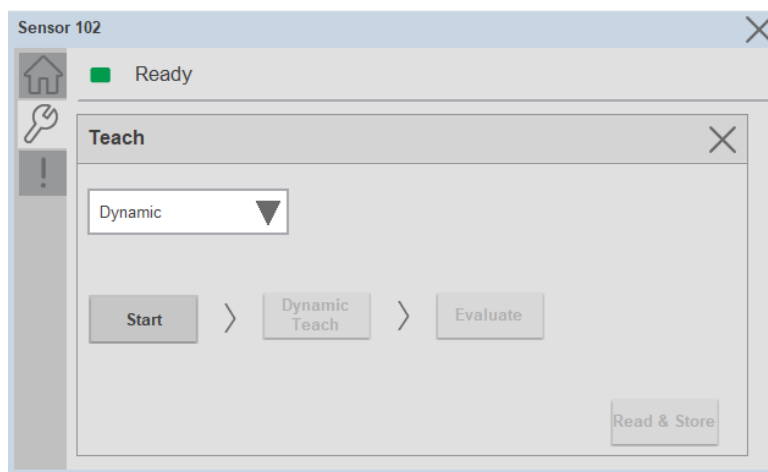 Sensor 102
Ready
Teach
Dynamic
Start
Dynamic
Teach
Evaluate
Read & Store